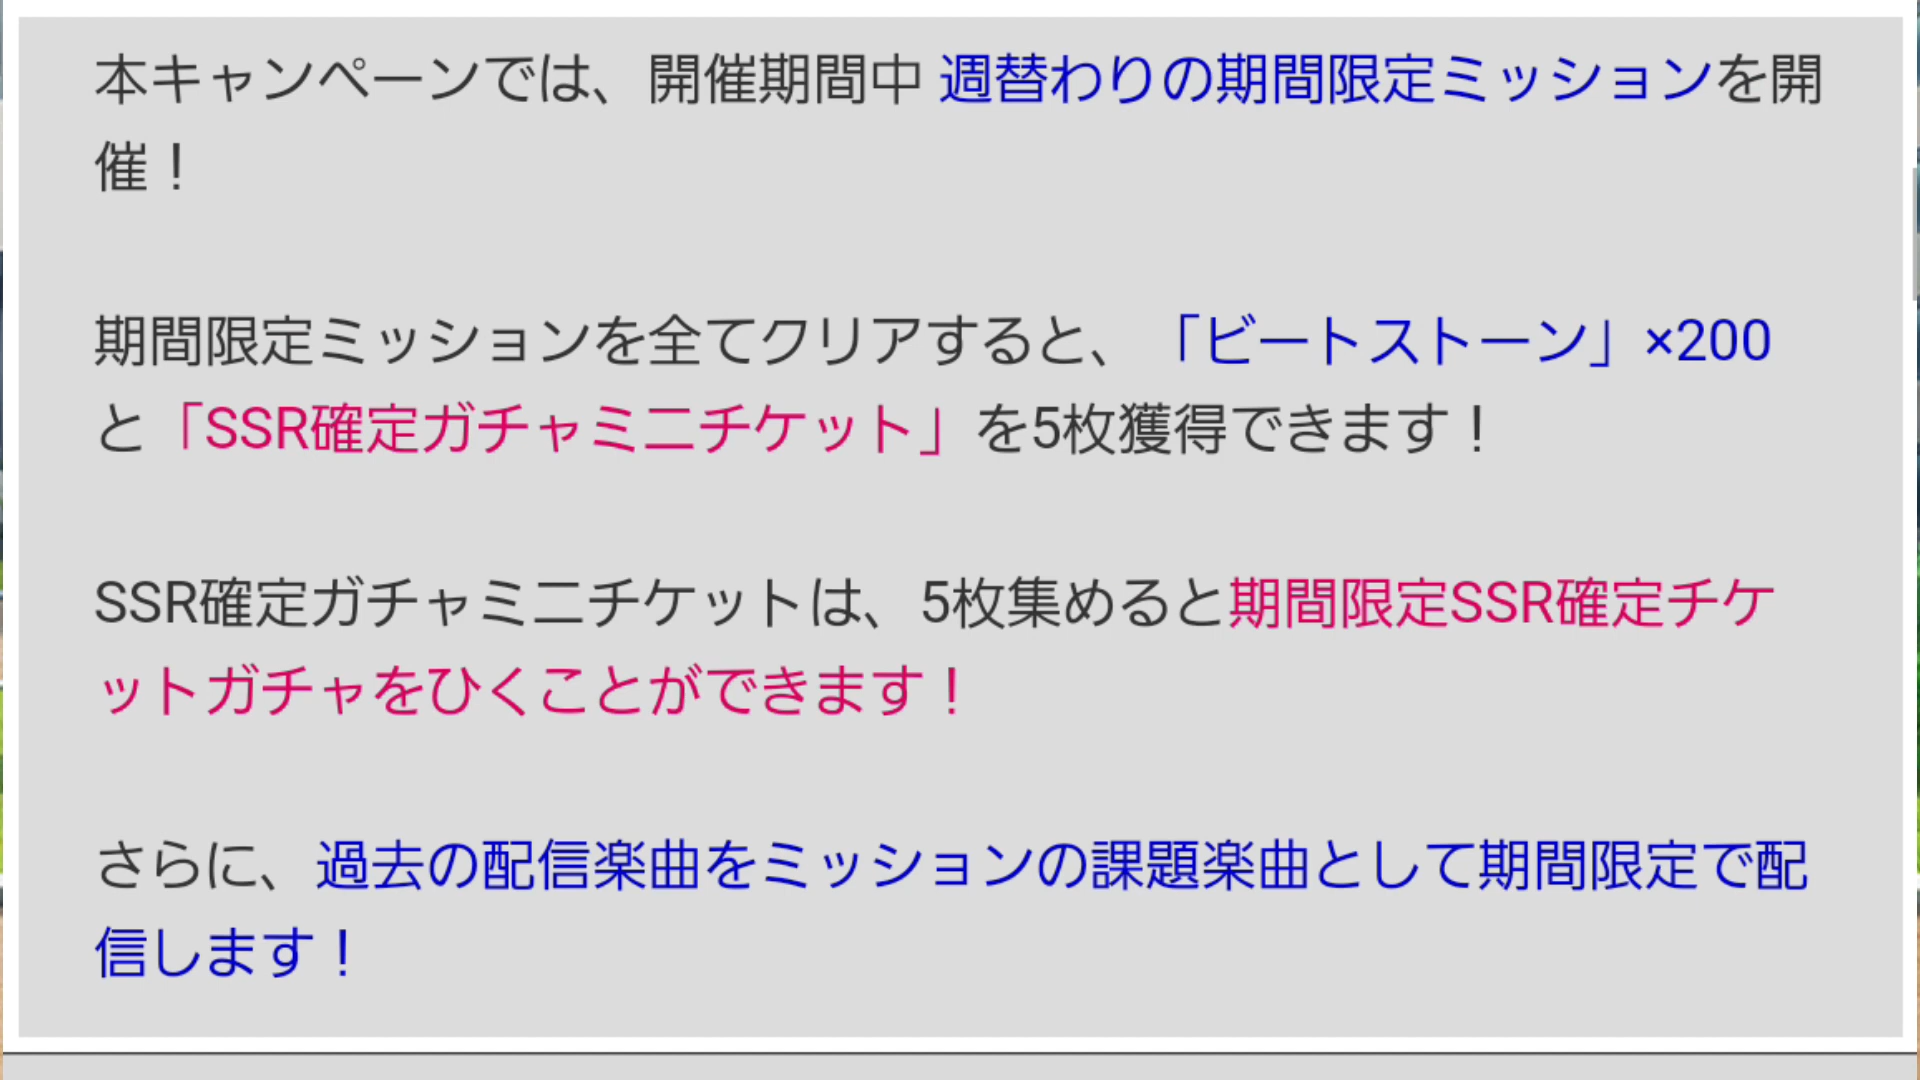 本キャンペーンでは、開催期間中 週替わりの期間限定ミッションを開
催！
期間限定ミッションを全てクリアすると、「ビートストーン」×200
と「SSR確定ガチャミニチケット」を5枚獲得できます！
SSR確定ガチャミニチケットは、5枚集めると期間限定SSR確定チケ
ットガチャをひくことができます！
さらに、過去の配信楽曲をミッションの課題楽曲として期間限定で配
信します！